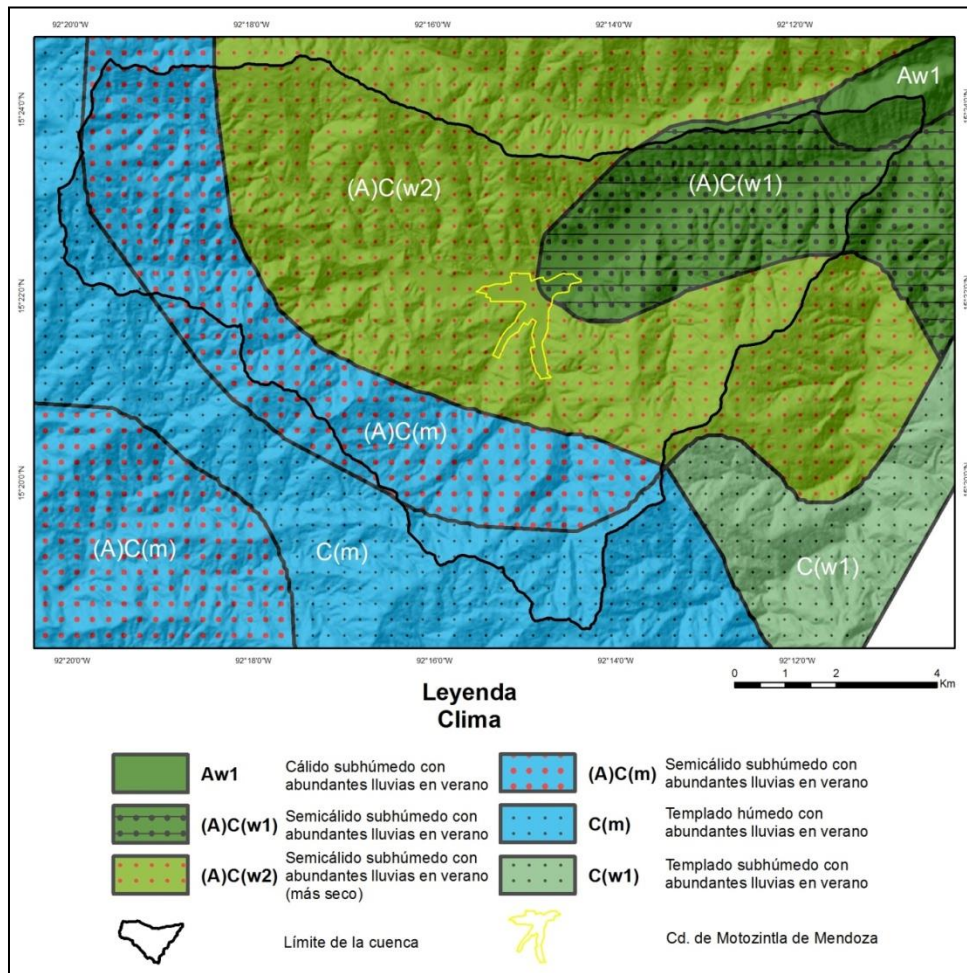 92°20'0"W 92°18'0"W 92°16'0"W 92°14'0"W 92°12'0"W
15°24'0"N
15°22'0"N
15°20'0"N
Aw1
(A)C(w2)
(A)C(w1)
(A)C(m)
(A)C(m)
C(m)
C(w1)
15°22'0"N
92°20'0"W 92°18'0"W 92°16'0"W 92°14'0"W 92°12'0"W
0 1 2 4
Km
Leyenda
Clima
Aw1
Cálido subhúmedo con
abundantes lluvias en verano
(A)C(w1)
Semicálido subhúmedo con
abundantes lluvias en verano
(A)C(w2)
Semicálido subhúmedo con
abundantes lluvias en verano
(más seco)
Límite de la cuenca
(A)C(m)
Semicálido subhúmedo con
abundantes lluvias en verano
C(m)
Templado húmedo con
abundantes lluvias en verano
C(w1)
Templado subhúmedo con
abundantes lluvias en verano
Cd. de Motozintla de Mendoza